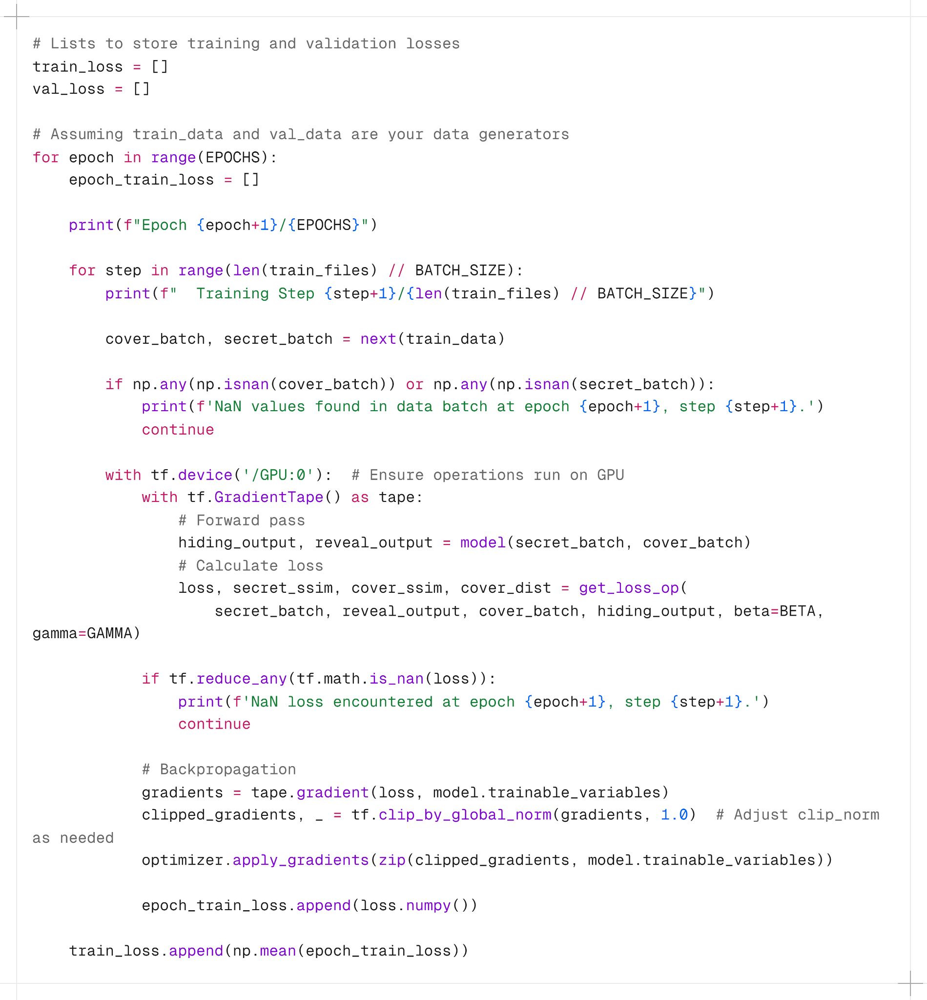 # Lists to store training and validation losses
train_loss = []
val_loss = []

# Assuming train_data and val_data are your data generators
for epoch in range(EPOCHS):
    epoch_train_loss = []

    print(f"Epoch {epoch+1}/{EPOCHS}")

    for step in range(len(train_files) // BATCH_SIZE):
        print(f"  Training Step {step+1}/{len(train_files) // BATCH_SIZE}")

        cover_batch, secret_batch = next(train_data)

        if np.any(np.isnan(cover_batch)) or np.any(np.isnan(secret_batch)):
            print(f'NaN values found in data batch at epoch {epoch+1}, step {step+1}.')
            continue

        with tf.device('/GPU:0'):  # Ensure operations run on GPU
            with tf.GradientTape() as tape:
                # Forward pass
                hiding_output, reveal_output = model(secret_batch, cover_batch)
                # Calculate loss
                loss, secret_ssim, cover_ssim, cover_dist = get_loss_op(
                    secret_batch, reveal_output, cover_batch, hiding_output, beta=BETA,
gamma=GAMMA)

            if tf.reduce_any(tf.math.is_nan(loss)):
                print(f'NaN loss encountered at epoch {epoch+1}, step {step+1}.')
                continue

            # Backpropagation
            gradients = tape.gradient(loss, model.trainable_variables)
            clipped_gradients, _ = tf.clip_by_global_norm(gradients, 1.0)  # Adjust clip_norm
as needed
            optimizer.apply_gradients(zip(clipped_gradients, model.trainable_variables))

            epoch_train_loss.append(loss.numpy())

    train_loss.append(np.mean(epoch_train_loss))